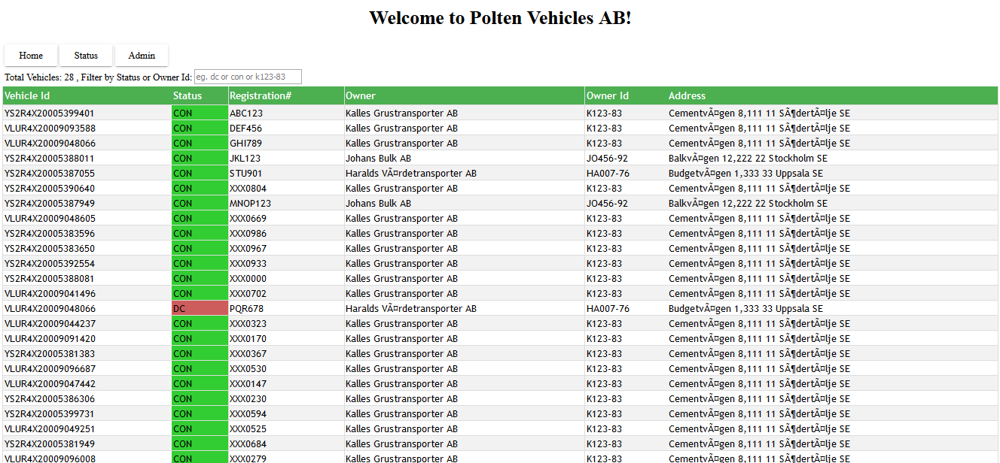 Welcome to Polten Vehicles AB!
Home Status Admin
Total Vehicles: 28 , Filter by Status or Owner Id: eg. dc or con or k123-83
Vehicle Id Status Registration# Owner Owner Id Address
YS2R4X20005399401 CON ABC123 Kalles Grustransporter AB K123-83 CementvÃ¤gen 8,111 11 SÃ¶dertÃ¤lje SE
VLUR4X20009093588 CON DEF456 Kalles Grustransporter AB K123-83 CementvÃ¤gen 8,111 11 SÃ¶dertÃ¤lje SE
VLUR4X20009048066 CON GHI789 Kalles Grustransporter AB K123-83 CementvÃ¤gen 8,111 11 SÃ¶dertÃ¤lje SE
YS2R4X20005388011 CON JKL123 Johans Bulk AB JO456-92 BalkvÃ¤gen 12,222 22 Stockholm SE
YS2R4X20005387055 CON STU901 Haralds VÃ¤rdetransporter AB HA007-76 BudgetvÃ¤gen 1,333 33 Uppsala SE
YS2R4X20005390640 CON XXX0804 Kalles Grustransporter AB K123-83 CementvÃ¤gen 8,111 11 SÃ¶dertÃ¤lje SE
YS2R4X20005387949 CON MNOP123 Johans Bulk AB JO456-92 BalkvÃ¤gen 12,222 22 Stockholm SE
VLUR4X20009048605 CON XXX0669 Kalles Grustransporter AB K123-83 CementvÃ¤gen 8,111 11 SÃ¶dertÃ¤lje SE
YS2R4X20005383596 CON XXX0986 Kalles Grustransporter AB K123-83 CementvÃ¤gen 8,111 11 SÃ¶dertÃ¤lje SE
YS2R4X20005383650 CON XXX0967 Kalles Grustransporter AB K123-83 CementvÃ¤gen 8,111 11 SÃ¶dertÃ¤lje SE
YS2R4X20005392554 CON XXX0933 Kalles Grustransporter AB K123-83 CementvÃ¤gen 8,111 11 SÃ¶dertÃ¤lje SE
YS2R4X20005388081 CON XXX0000 Kalles Grustransporter AB K123-83 CementvÃ¤gen 8,111 11 SÃ¶dertÃ¤lje SE
VLUR4X20009041496 CON XXX0702 Kalles Grustransporter AB K123-83 CementvÃ¤gen 8,111 11 SÃ¶dertÃ¤lje SE
VLUR4X20009048066 DC PQR678 Haralds VÃ¤rdetransporter AB HA007-76 BudgetvÃ¤gen 1,333 33 Uppsala SE
VLUR4X20009044237 CON XXX0323 Kalles Grustransporter AB K123-83 CementvÃ¤gen 8,111 11 SÃ¶dertÃ¤lje SE
VLUR4X20009091420 CON XXX0170 Kalles Grustransporter AB K123-83 CementvÃ¤gen 8,111 11 SÃ¶dertÃ¤lje SE
YS2R4X20005381383 CON XXX0367 Kalles Grustransporter AB K123-83 CementvÃ¤gen 8,111 11 SÃ¶dertÃ¤lje SE
VLUR4X20009096687 CON XXX0530 Kalles Grustransporter AB K123-83 CementvÃ¤gen 8,111 11 SÃ¶dertÃ¤lje SE
VLUR4X20009047442 CON XXX0147 Kalles Grustransporter AB K123-83 CementvÃ¤gen 8,111 11 SÃ¶dertÃ¤lje SE
YS2R4X20005386306 CON XXX0230 Kalles Grustransporter AB K123-83 CementvÃ¤gen 8,111 11 SÃ¶dertÃ¤lje SE
YS2R4X20005399731 CON XXX0594 Kalles Grustransporter AB K123-83 CementvÃ¤gen 8,111 11 SÃ¶dertÃ¤lje SE
VLUR4X20009049251 CON XXX0525 Kalles Grustransporter AB K123-83 CementvÃ¤gen 8,111 11 SÃ¶dertÃ¤lje SE
YS2R4X20005381949 CON XXX0684 Kalles Grustransporter AB K123-83 CementvÃ¤gen 8,111 11 SÃ¶dertÃ¤lje SE
VLUR4X20009096008 CON XXX0279 Kalles Grustransporter AB K123-83 CementvÃ¤gen 8,111 11 SÃ¶dertÃ¤lje SE